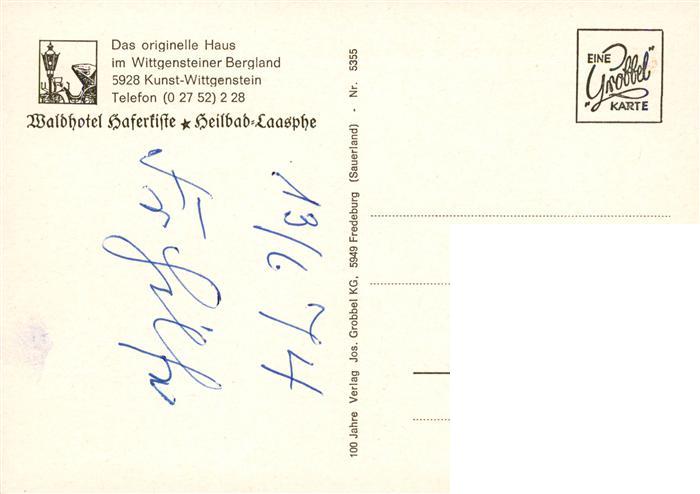 Das originelle Haus
im Wittgensteiner Bergland
5928 Kunst-Wittgenstein
Telefon (0 27 52) 2 28
Waldhotel Haferkiste ★ Heilbad-Laasphe
13/6 74
100 Jahre Verlag Jos. Grobbel KG, 5949 Fredeburg (Sauerland) - Nr. 5355
EINE
„Grobbel"
KARTE